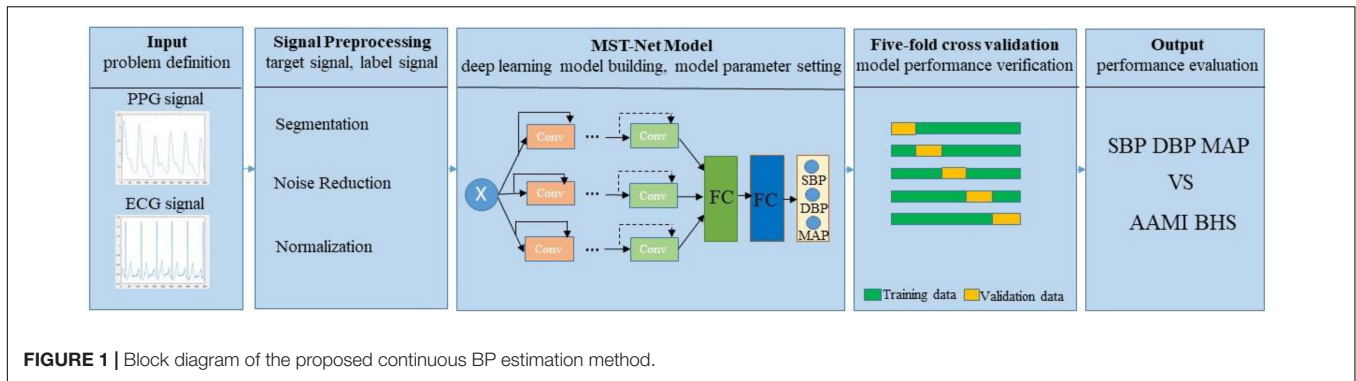 Input
problem definition
PPG signal
ECG signal
Signal Preprocessing
target signal, label signal
Segmentation
Noise Reduction
Normalization
MST-Net Model
deep learning model building, model parameter setting
X
Conv ... Conv
Conv ... Conv
Conv ... Conv
FC
FC
SBP
DBP
MAP
Five-fold cross validation
model performance verification
Training data Validation data
Output
performance evaluation
SBP DBP MAP
VS
AAMI BHS
FIGURE 1 | Block diagram of the proposed continuous BP estimation method.